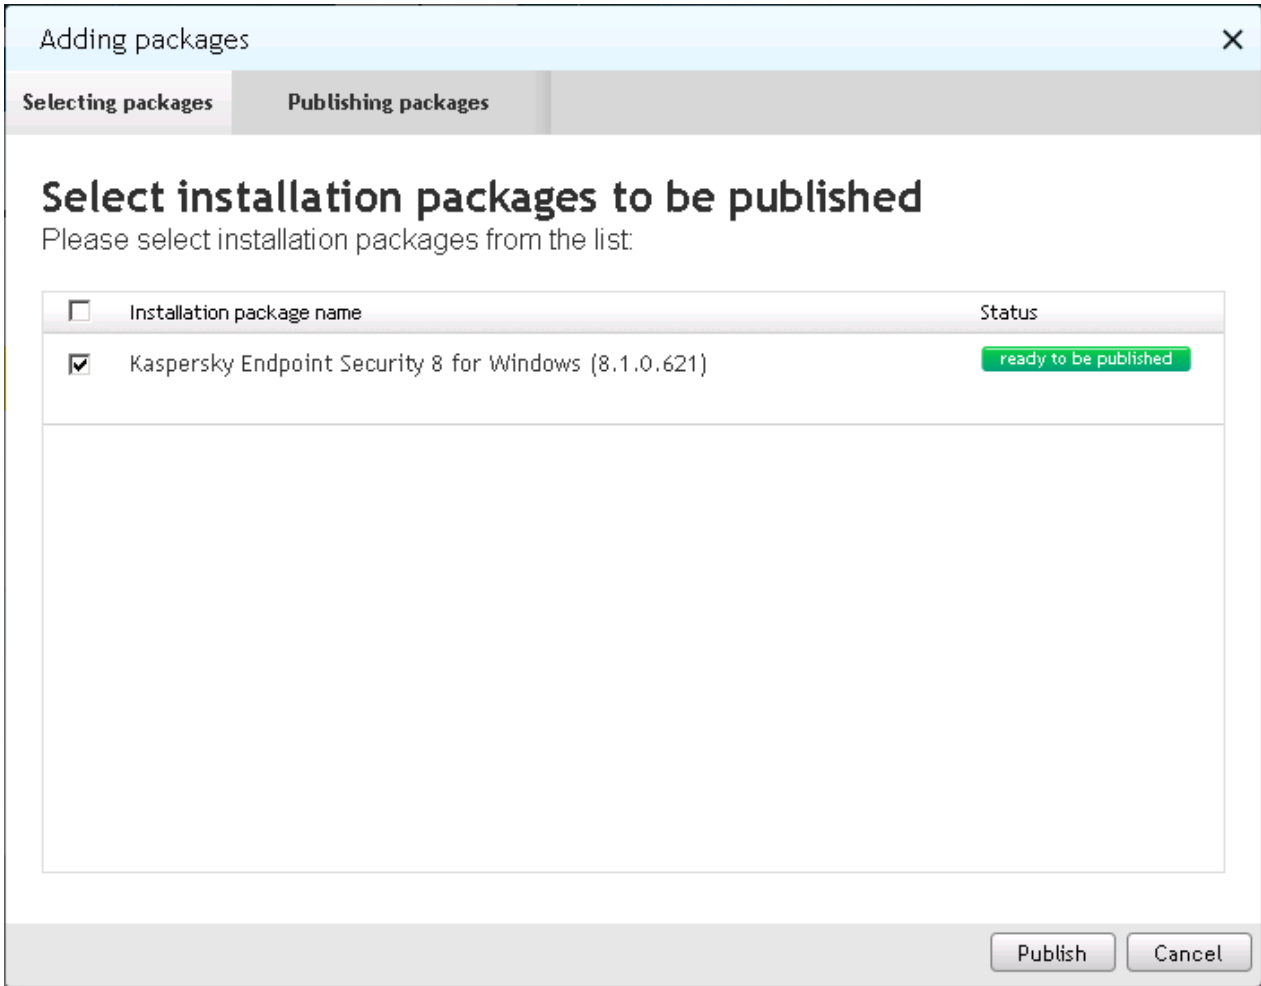 Adding packages
Selecting packages
Publishing packages
Select installation packages to be published
Please select installation packages from the list:
Installation package name
Status
Kaspersky Endpoint Security 8 for Windows (8.1.0.621)
ready to be published
Publish
Cancel